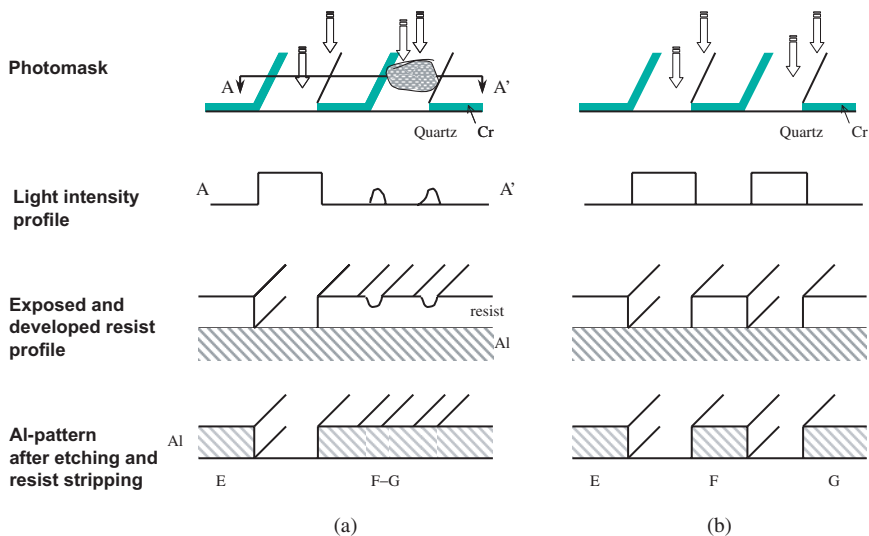 Photomask
A A'
Quartz Cr
Quartz Cr
Light intensity
profile
A A'
Exposed and
developed resist
profile
resist
Al
Al-pattern
after etching and
resist stripping
Al
E F–G E F G
(a) (b)